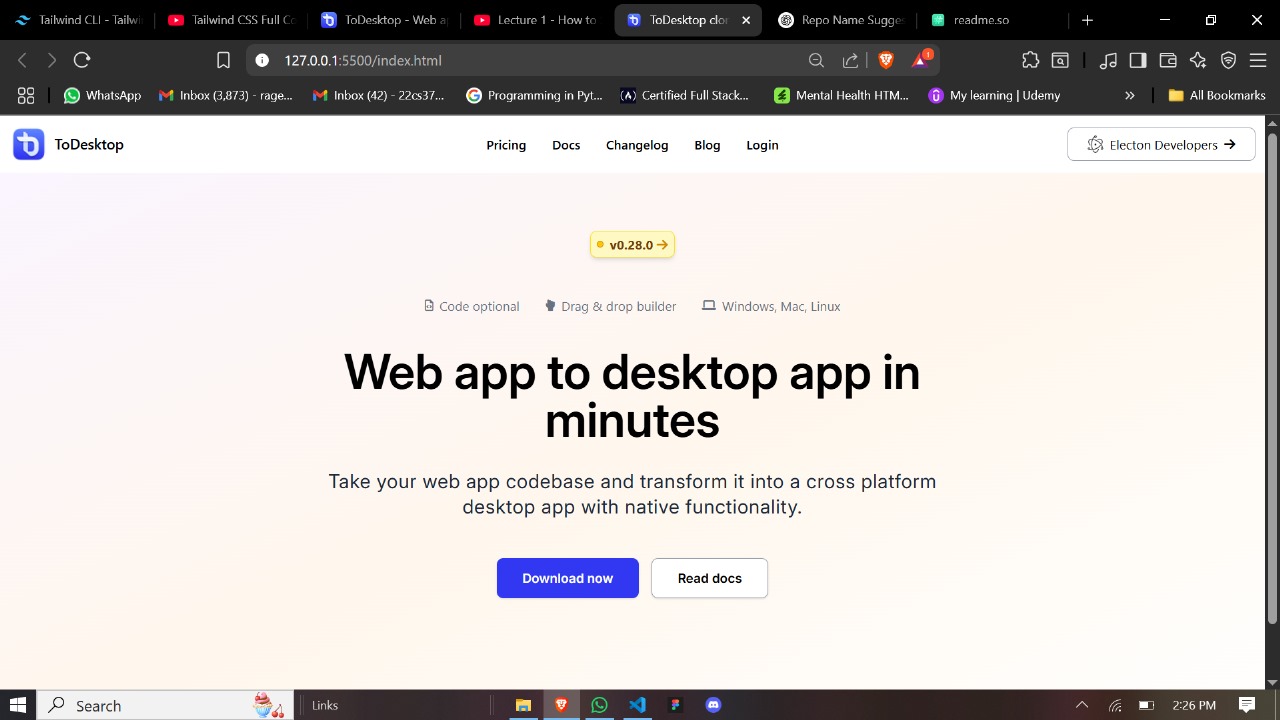 Tailwind CLI - Tailwi
Tailwind CSS Full Co
ToDesktop - Web ap
Lecture 1 - How to
ToDesktop clon
Repo Name Sugges
readme.so
127.0.0.1:5500/index.html
WhatsApp
Inbox (3,873) - rage...
Inbox (42) - 22cs37...
Programming in Pyt...
Certified Full Stack...
Mental Health HTM...
My learning | Udemy
»
All Bookmarks
ToDesktop
Pricing
Docs
Changelog
Blog
Login
Electon Developers →
v0.28.0 →
Code optional
Drag & drop builder
Windows, Mac, Linux
Web app to desktop app in
minutes
Take your web app codebase and transform it into a cross platform
desktop app with native functionality.
Download now
Read docs
Search
Links
2:26 PM